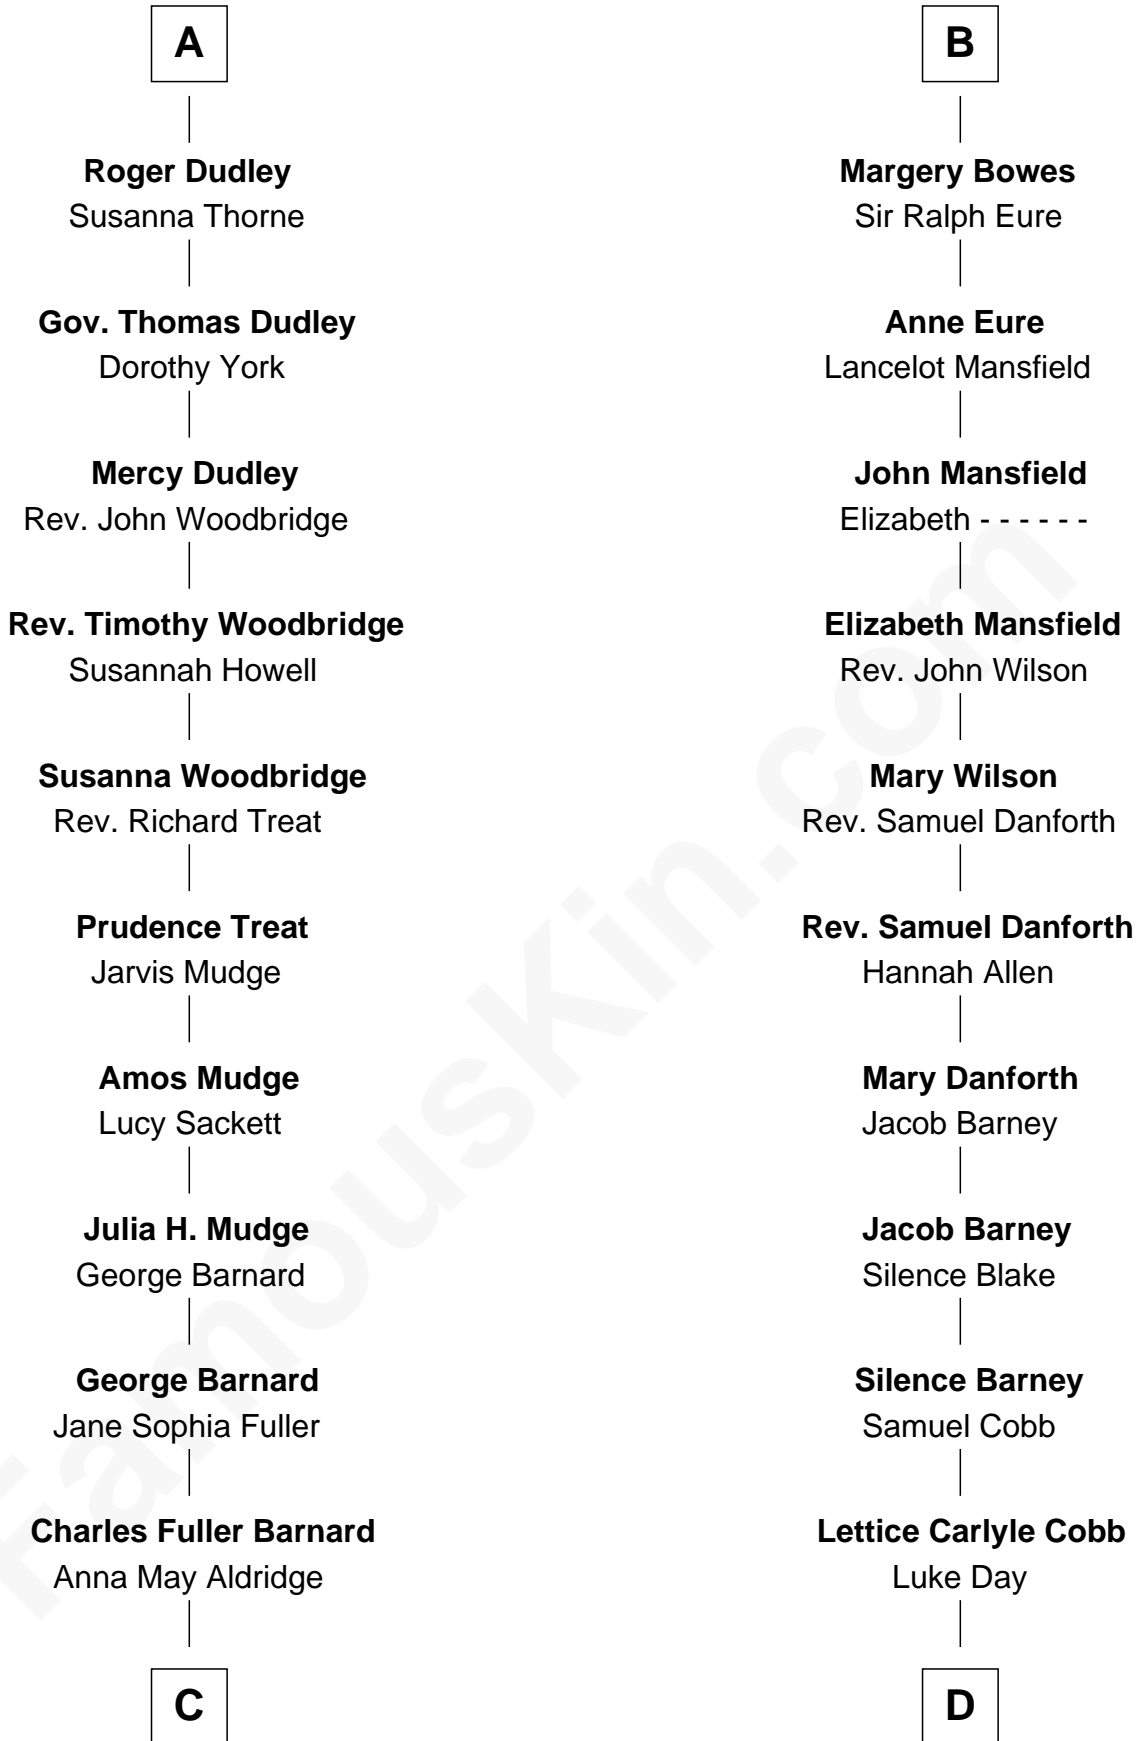 A
Roger Dudley
Susanna Thorne
Gov. Thomas Dudley
Dorothy York
Mercy Dudley
Rev. John Woodbridge
Rev. Timothy Woodbridge
Susannah Howell
Susanna Woodbridge
Rev. Richard Treat
Prudence Treat
Jarvis Mudge
Amos Mudge
Lucy Sackett
Julia H. Mudge
George Barnard
George Barnard
Jane Sophia Fuller
Charles Fuller Barnard
Anna May Aldridge
C
B
Margery Bowes
Sir Ralph Eure
Anne Eure
Lancelot Mansfield
John Mansfield
Elizabeth - - - - - -
Elizabeth Mansfield
Rev. John Wilson
Mary Wilson
Rev. Samuel Danforth
Rev. Samuel Danforth
Hannah Allen
Mary Danforth
Jacob Barney
Jacob Barney
Silence Blake
Silence Barney
Samuel Cobb
Lettice Carlyle Cobb
Luke Day
D
FamousKin.com